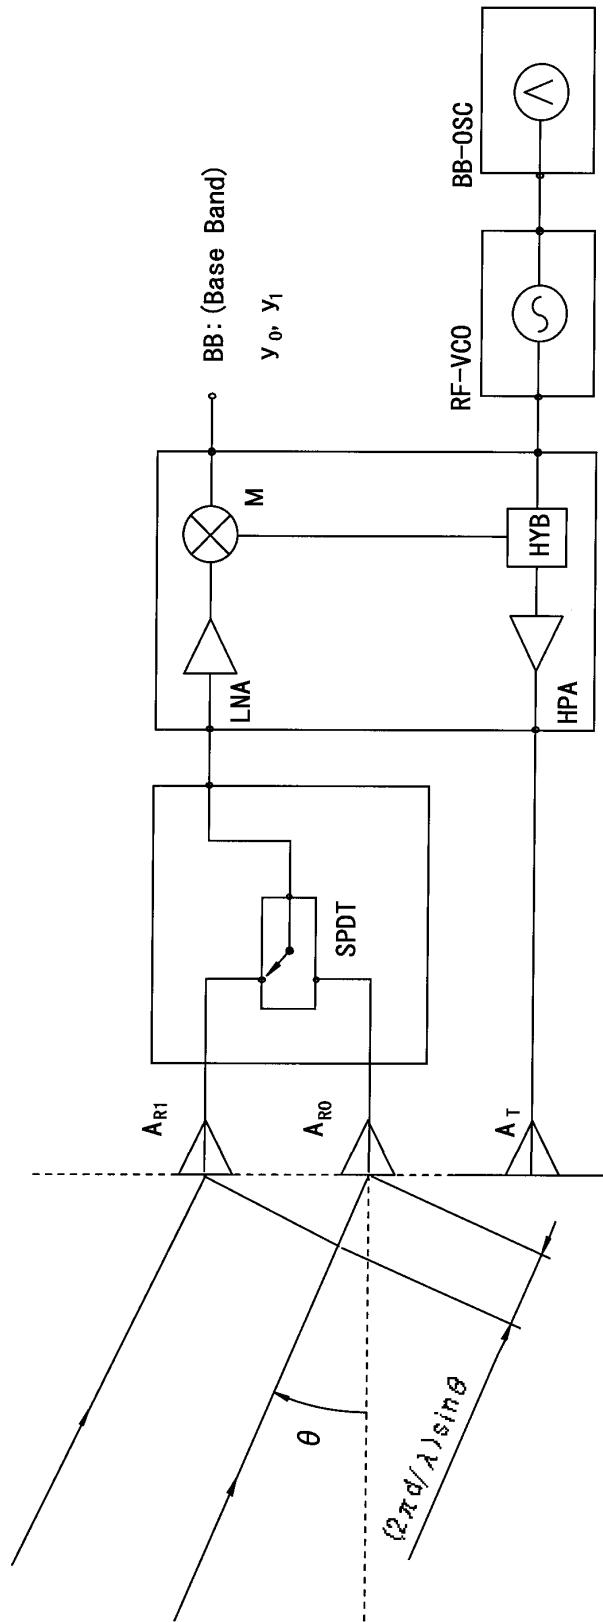 BB: (Base Band)
y0, y1
M
LNA
HYB
HPA
RF-VCO
BB-OSC
SPDT
AR1
AR0
AT
θ
(2πd/λ)sinθ